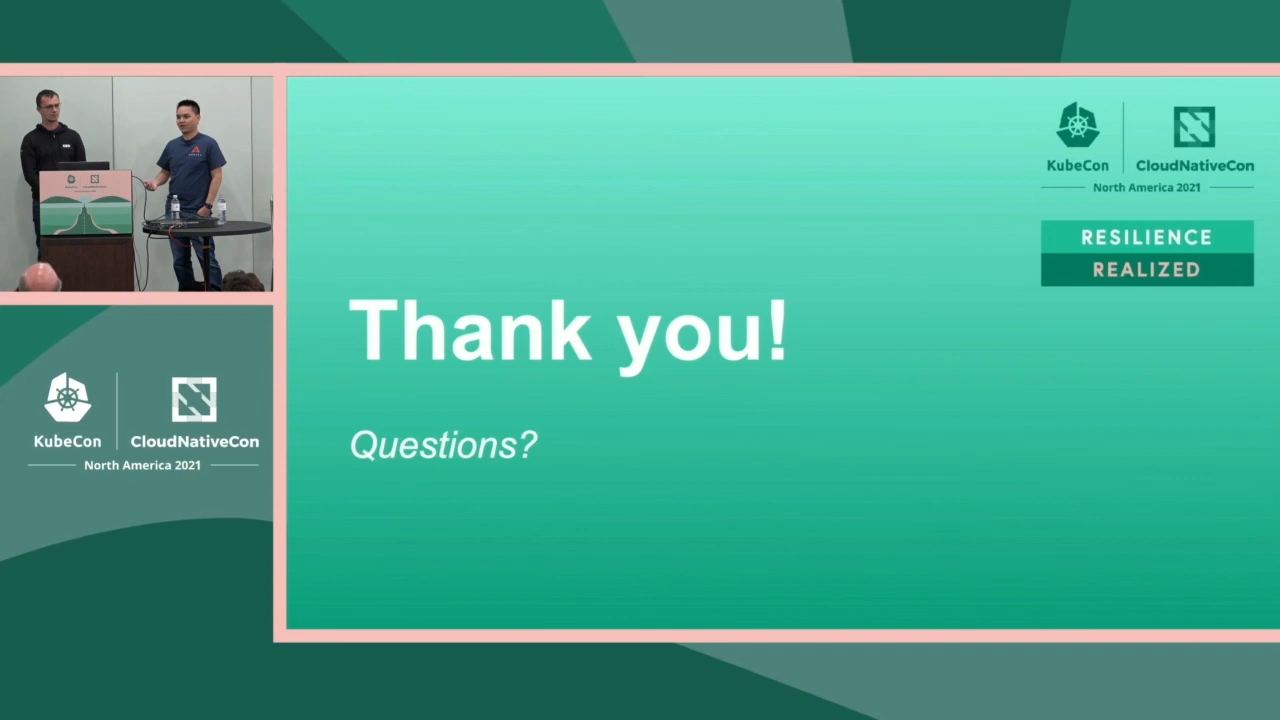 KubeCon
CloudNativeCon
North America 2021
RESILIENCE
REALIZED
Thank you!
Questions?
KubeCon
CloudNativeCon
North America 2021